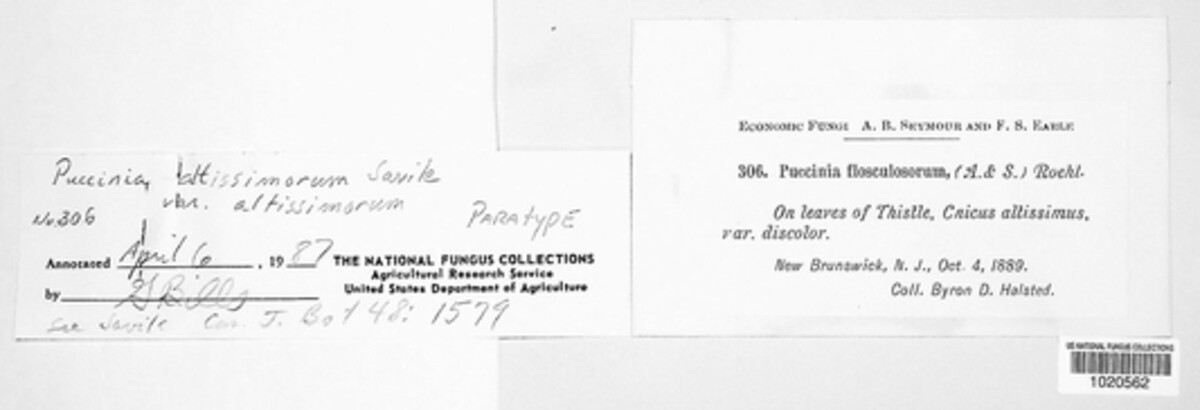 Puccinia altissimorum Savile
var. altissimorum
No. 306
PARATYPE
Annotated April 6, 1987
by G Bills
THE NATIONAL FUNGUS COLLECTIONS
Agricultural Research Service
United States Department of Agriculture
see Savile Can. J. Bot 48: 1579
ECONOMIC FUNGI A. B. SEYMOUR AND F. S. EARLE
306. Puccinia flosculosorum, (A. & S.) Roehl.
On leaves of Thistle, Cnicus altissimus,
var. discolor.
New Brunswick, N. J., Oct. 4, 1889.
Coll. Byron D. Halsted.
US NATIONAL FUNGUS COLLECTIONS
1020562